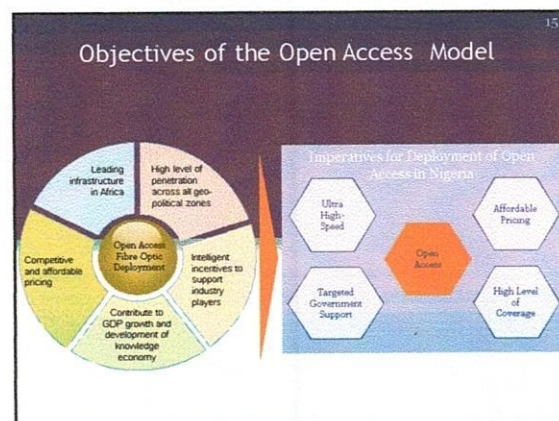 15
Objectives of the Open Access Model
Leading
infrastructure
in Africa
High level of
penetration
across all geo-
political zones
Competitive
and affordable
pricing
Open Access
Fibre Optic
Deployment
Intelligent
incentives to
support
industry
players
Contribute to
GDP growth and
development of
knowledge
economy
Imperatives for Deployment of Open
Access in Nigeria
Ultra
High-
Speed
Affordable
Pricing
Open
Access
Targeted
Government
Support
High Level
of
Coverage